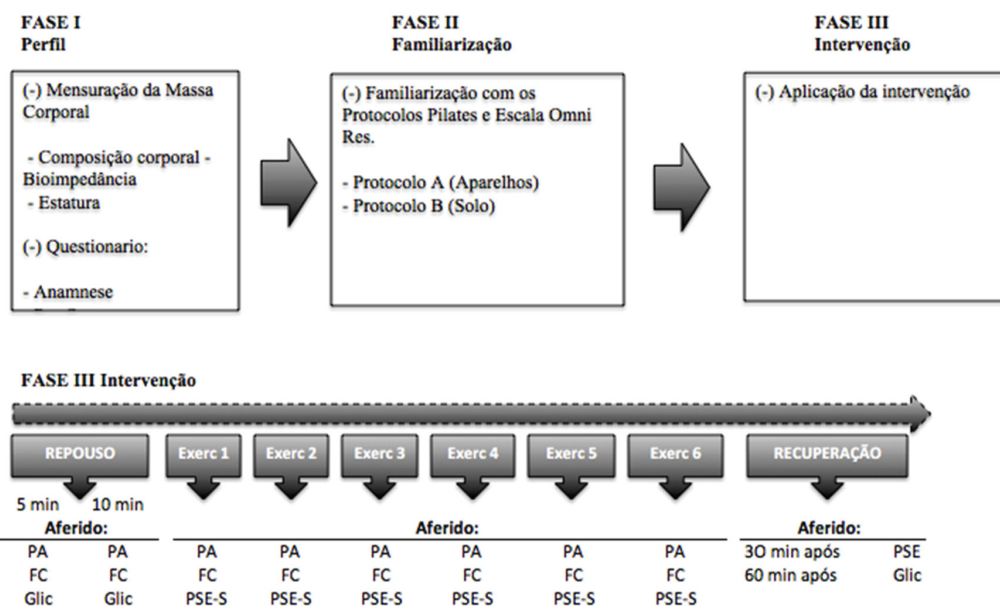 FASE I
Perfil
FASE II
Familiarização
FASE III
Intervenção
(-) Mensuração da Massa
Corporal
- Composição corporal -
Bioimpedância
- Estatura
(-) Questionario:
- Anamnese
(-) Familiarização com os
Protocolos Pilates e Escala Omni
Res.
- Protocolo A (Aparelhos)
- Protocolo B (Solo)
(-) Aplicação da intervenção
FASE III Intervenção
REPOUSO Exerc 1 Exerc 2 Exerc 3 Exerc 4 Exerc 5 Exerc 6 RECUPERAÇÃO
5 min 10 min
Aferido: Aferido: Aferido:
PA PA PA PA PA PA PA PA 3O min após PSE
FC FC FC FC FC FC FC FC 60 min após Glic
Glic Glic PSE-S PSE-S PSE-S PSE-S PSE-S PSE-S